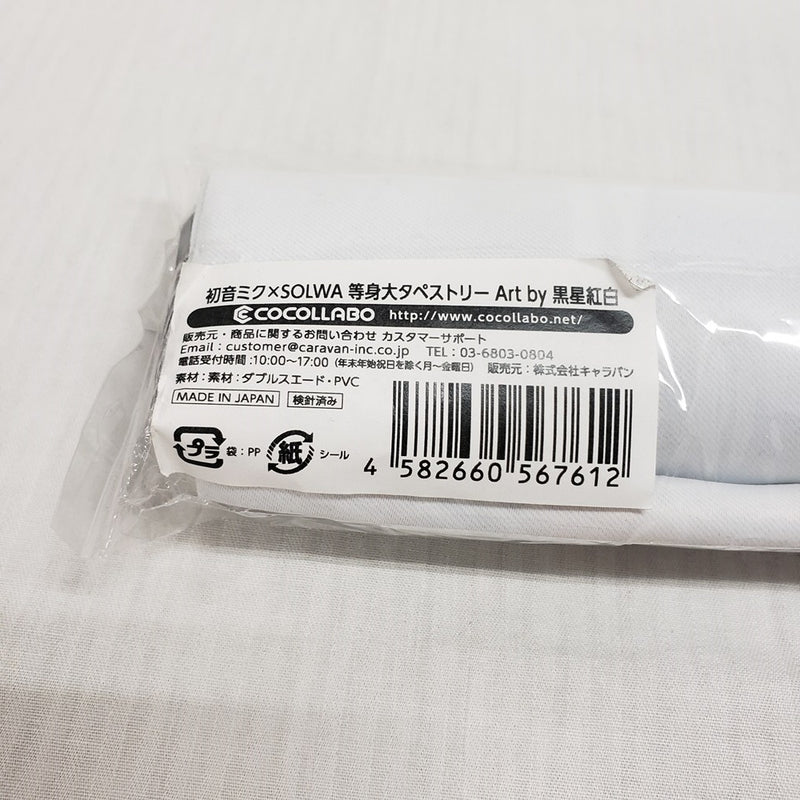 初音ミク×SOLWA 等身大タペストリー Art by 黒星紅白
COCOLLABO http://www.cocollabo.net/
販売元・商品に関するお問い合わせ カスタマーサポート
Email : customer@caravan-inc.co.jp TEL : 03-6803-0804
電話受付時間 :10:00～17:00 (年末年始祝日を除く月～金曜日) 販売元 : 株式会社キャラバン
素材 : 素材 : ダブルスエード・PVC
MADE IN JAPAN 検針済み
プラ 袋 : PP 紙 シール
4 582660 567612